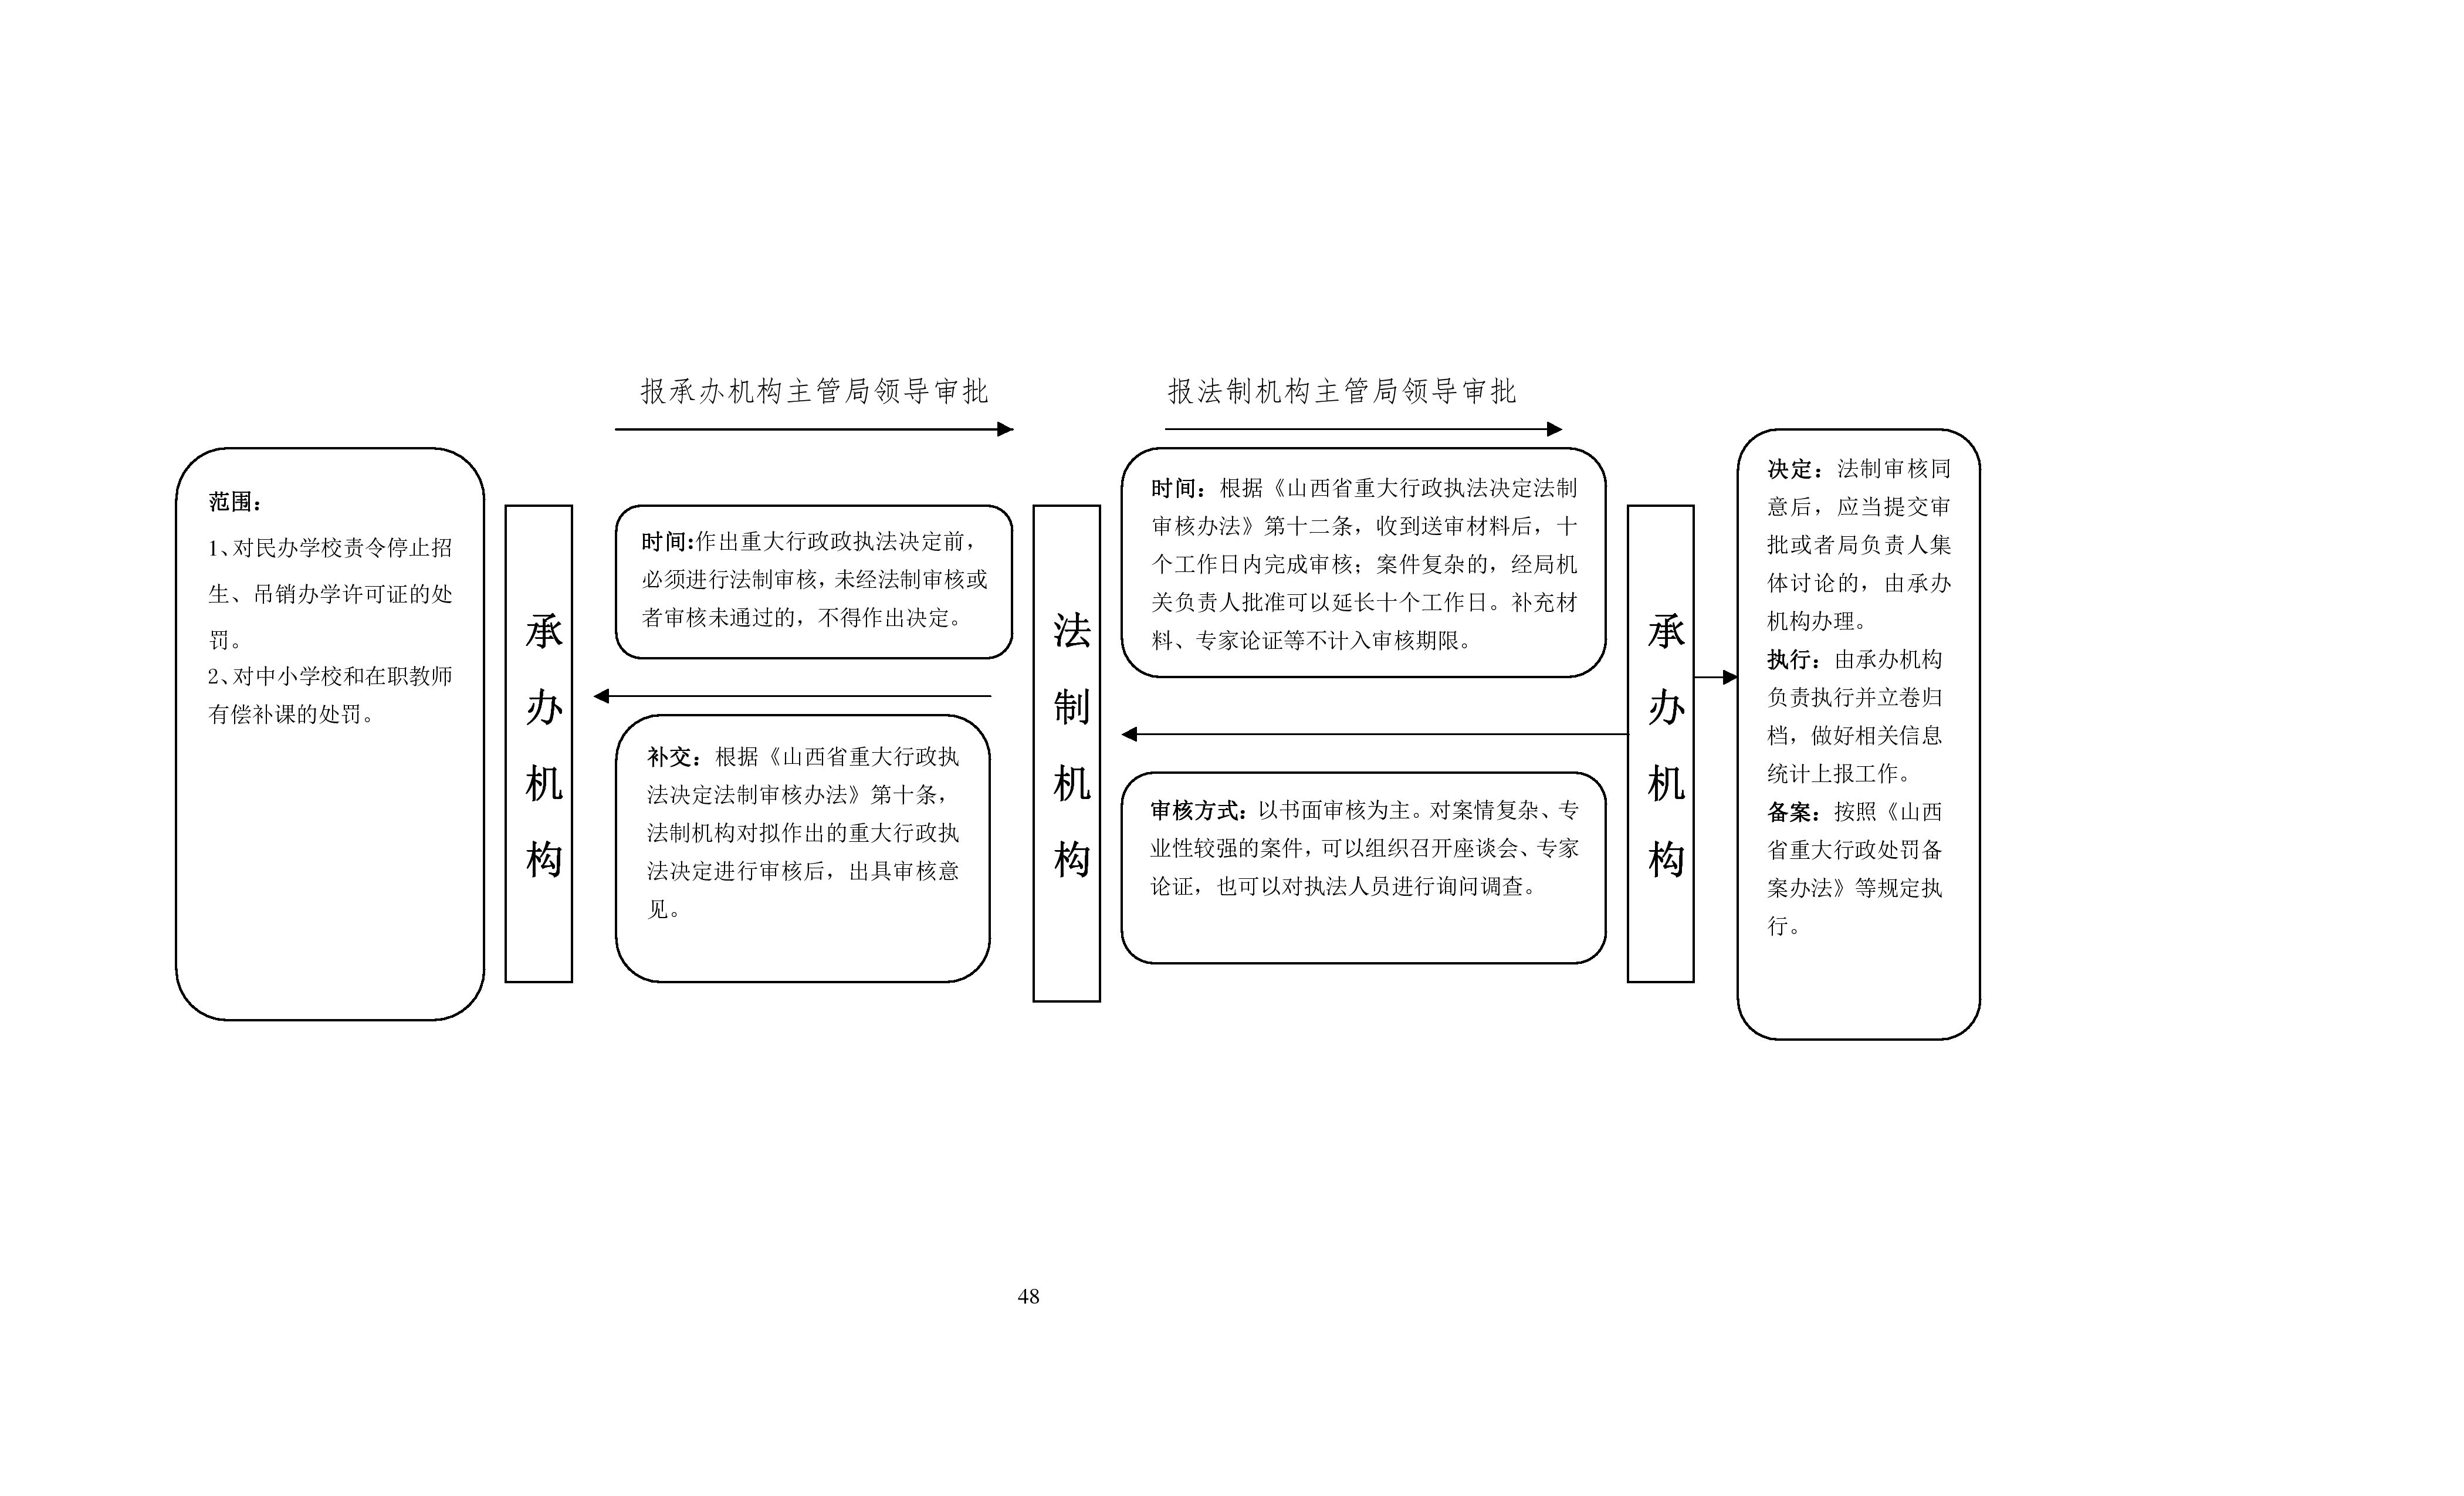 报承办机构主管局领导审批
报法制机构主管局领导审批
范围：
1、对民办学校责令停止招
生、吊销办学许可证的处
罚。
2、对中小学校和在职教师
有偿补课的处罚。
承
办
机
构
时间:作出重大行政政执法决定前，
必须进行法制审核，未经法制审核或
者审核未通过的，不得作出决定。
补交：根据《山西省重大行政执
法决定法制审核办法》第十条，
法制机构对拟作出的重大行政执
法决定进行审核后，出具审核意
见。
法
制
机
构
时间：根据《山西省重大行政执法决定法制
审核办法》第十二条，收到送审材料后，十
个工作日内完成审核；案件复杂的，经局机
关负责人批准可以延长十个工作日。补充材
料、专家论证等不计入审核期限。
审核方式：以书面审核为主。对案情复杂、专
业性较强的案件，可以组织召开座谈会、专家
论证，也可以对执法人员进行询问调查。
承
办
机
构
决定：法制审核同
意后，应当提交审
批或者局负责人集
体讨论的，由承办
机构办理。
执行：由承办机构
负责执行并立卷归
档，做好相关信息
统计上报工作。
备案：按照《山西
省重大行政处罚备
案办法》等规定执
行。
48